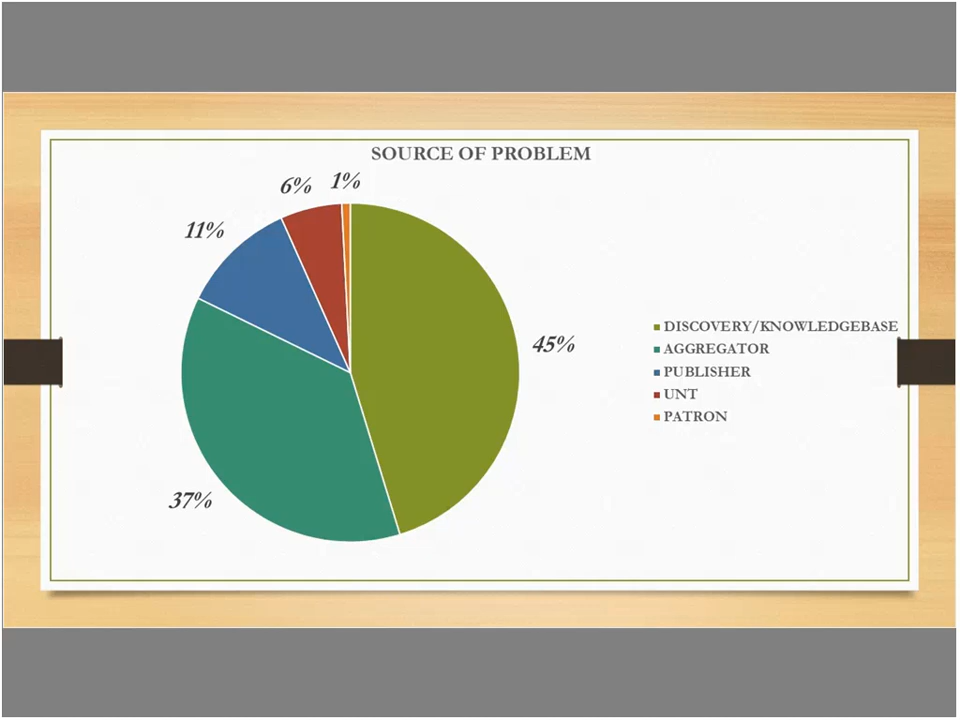 SOURCE OF PROBLEM
6%
1%
11%
45%
37%
DISCOVERY/KNOWLEDGEBASE
AGGREGATOR
PUBLISHER
UNT
PATRON